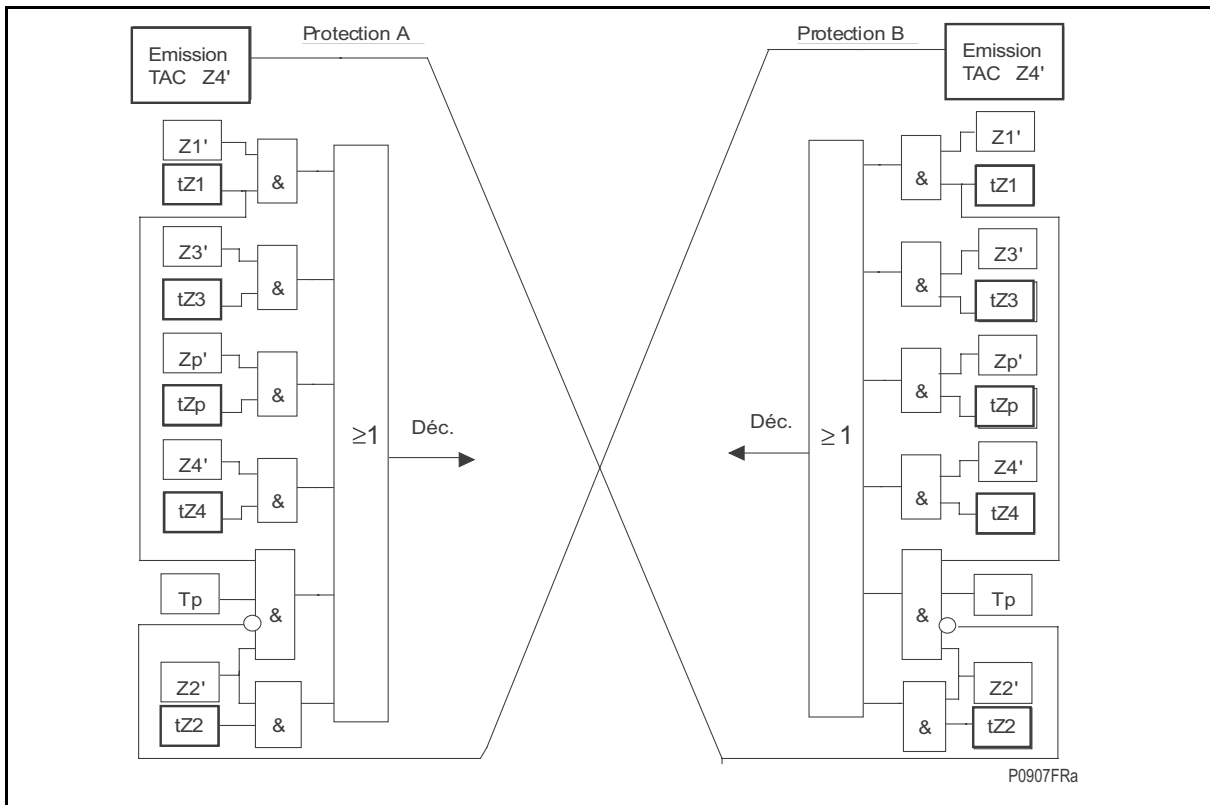 Protection A
Protection B
Emission
TAC Z4'
Emission
TAC Z4'
Z1'
tZ1
&
Z3'
tZ3
&
Zp'
tZp
&
Z4'
tZ4
&
Tp
&
Z2'
tZ2
&
≥1
Déc.
Déc.
≥1
&
Z1'
tZ1
&
Z3'
tZ3
&
Zp'
tZp
&
Z4'
tZ4
&
Tp
&
Z2'
tZ2
P0907FRa